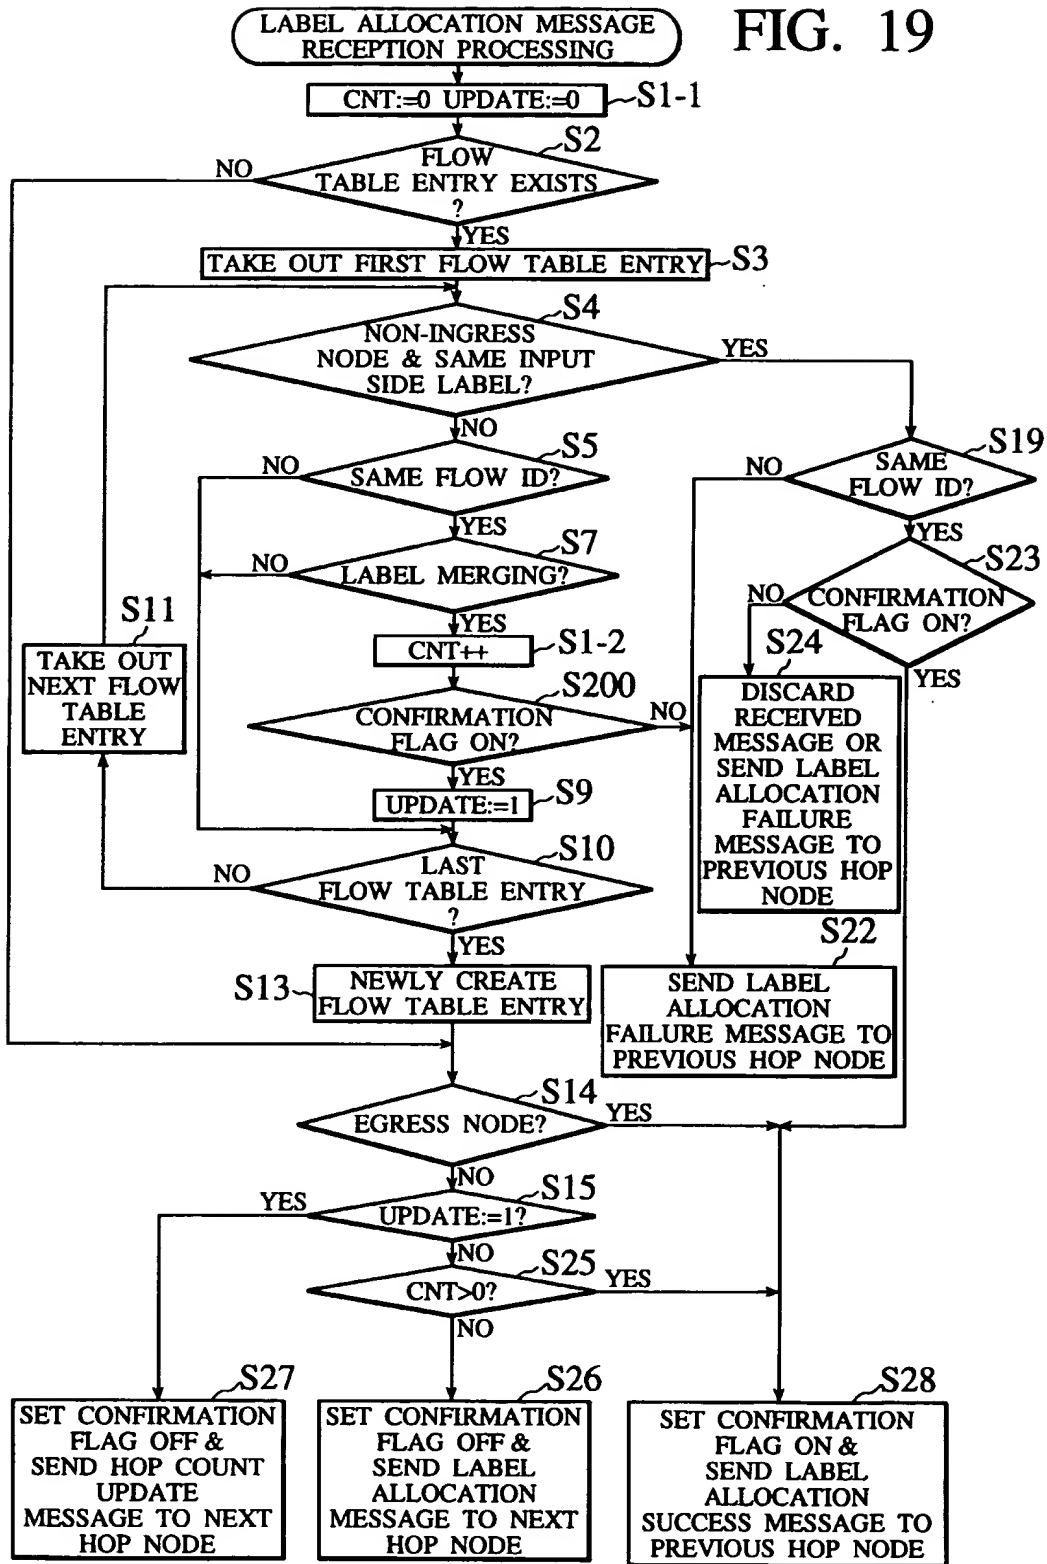 LABEL ALLOCATION MESSAGE
RECEPTION PROCESSING
FIG. 19
CNT:=0 UPDATE:=0
S1-1
S2
FLOW
TABLE ENTRY EXISTS
?
NO
YES
TAKE OUT FIRST FLOW TABLE ENTRY
S3
S4
NON-INGRESS
NODE & SAME INPUT
SIDE LABEL?
YES
NO
S5
SAME FLOW ID?
NO
YES
S19
SAME
FLOW ID?
NO
YES
S7
LABEL MERGING?
NO
YES
S23
CONFIRMATION
FLAG ON?
NO
YES
S11
TAKE OUT
NEXT FLOW
TABLE
ENTRY
CNT++
S1-2
S200
CONFIRMATION
FLAG ON?
NO
YES
S24
DISCARD
RECEIVED
MESSAGE OR
SEND LABEL
ALLOCATION
FAILURE
MESSAGE TO
PREVIOUS HOP
NODE
UPDATE:=1
S9
S10
LAST
FLOW TABLE ENTRY
?
NO
YES
S13
NEWLY CREATE
FLOW TABLE ENTRY
S22
SEND LABEL
ALLOCATION
FAILURE MESSAGE TO
PREVIOUS HOP NODE
S14
EGRESS NODE?
YES
NO
S15
UPDATE:=1?
YES
NO
S25
CNT>0?
YES
NO
S27
SET CONFIRMATION
FLAG OFF &
SEND HOP COUNT
UPDATE
MESSAGE TO NEXT
HOP NODE
S26
SET CONFIRMATION
FLAG OFF &
SEND LABEL
ALLOCATION
MESSAGE TO NEXT
HOP NODE
S28
SET CONFIRMATION
FLAG ON &
SEND LABEL
ALLOCATION
SUCCESS MESSAGE TO
PREVIOUS HOP NODE